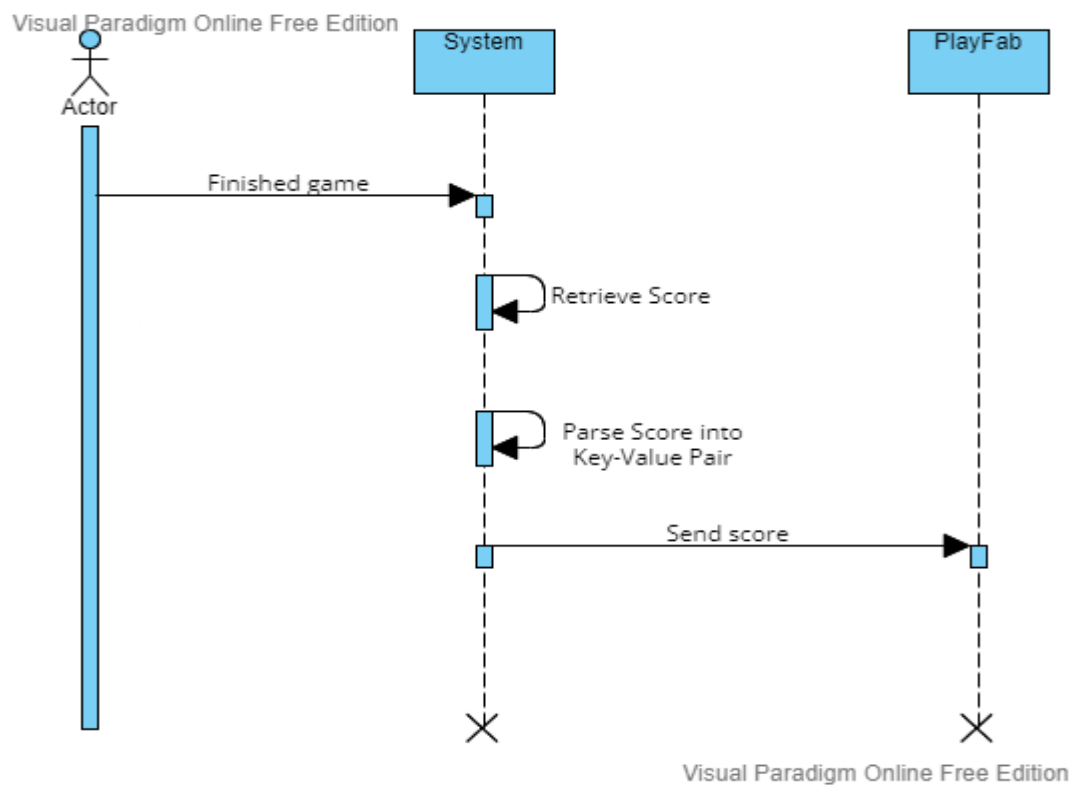 Visual Paradigm Online Free Edition
System
PlayFab
Actor
Finished game
Retrieve Score
Parse Score into
Key-Value Pair
Send score
Visual Paradigm Online Free Edition